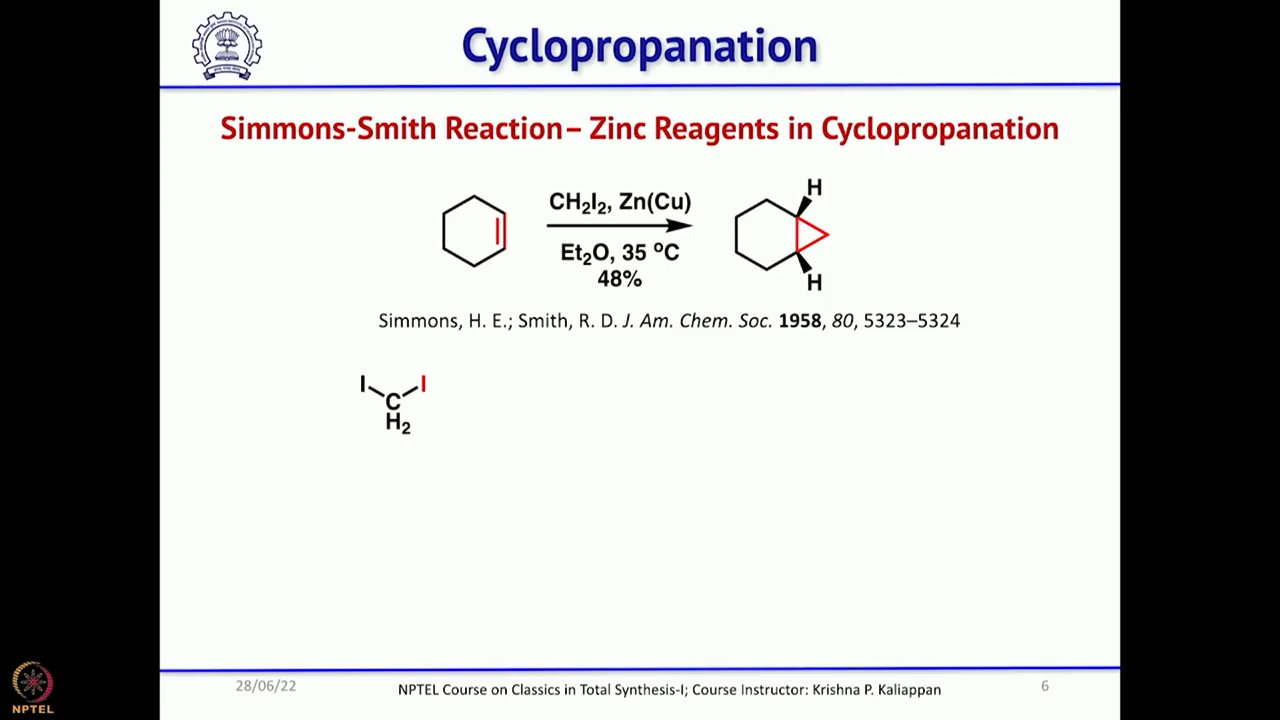 Cyclopropanation
Simmons-Smith Reaction– Zinc Reagents in Cyclopropanation
CH2I2, Zn(Cu)
Et2O, 35 ºC
48%
H
H
Simmons, H. E.; Smith, R. D. J. Am. Chem. Soc. 1958, 80, 5323–5324
I I
C
H2
28/06/22
NPTEL Course on Classics in Total Synthesis-I; Course Instructor: Krishna P. Kaliappan
6
NPTEL